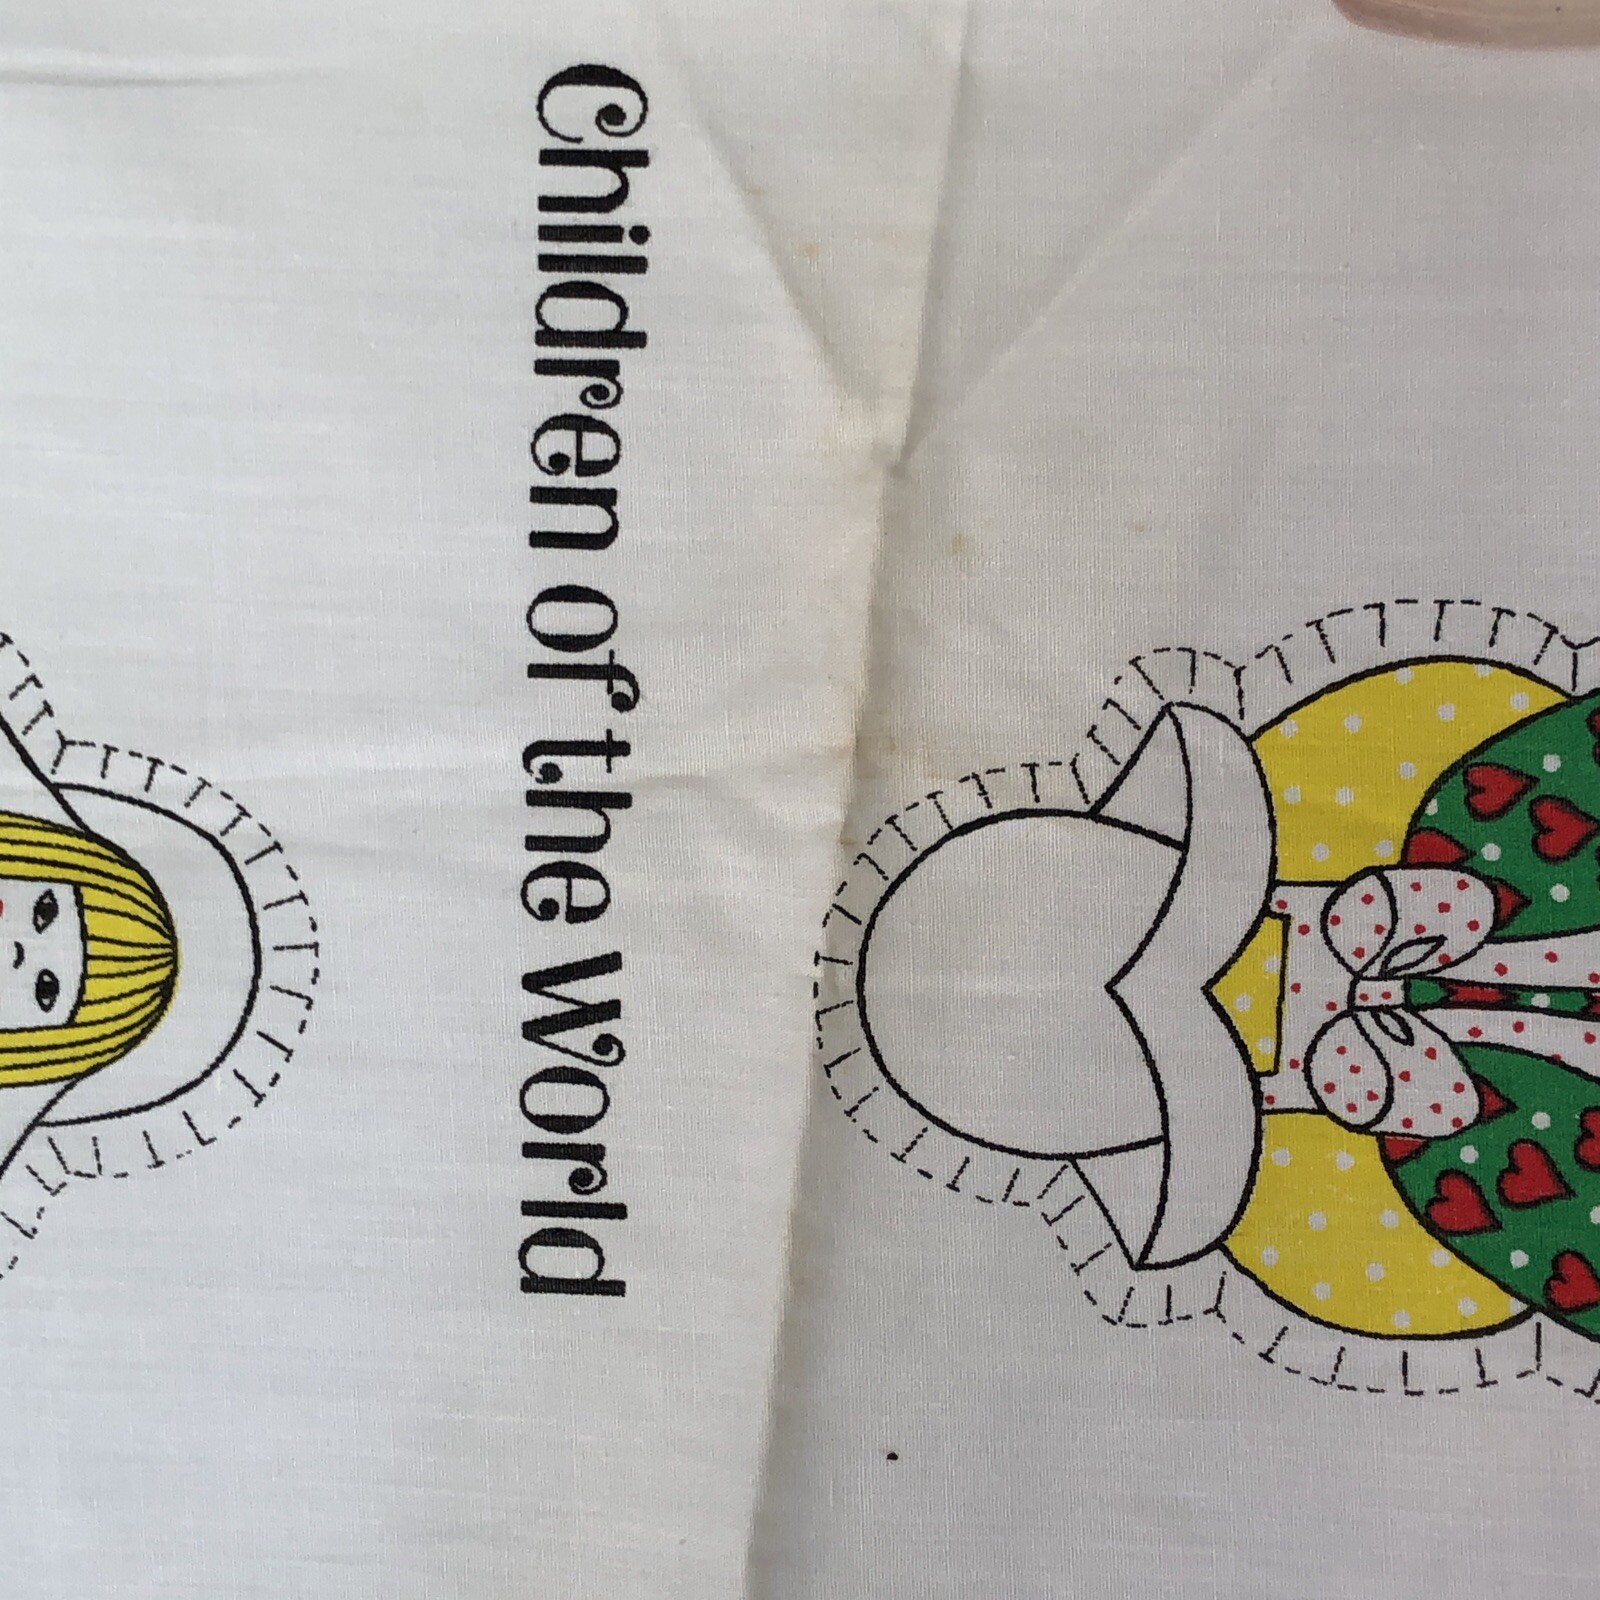 Children of the World